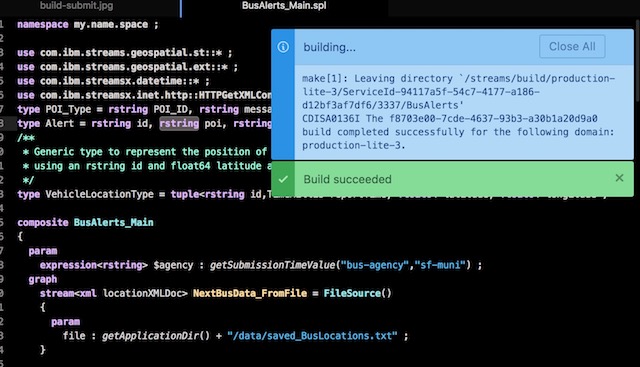 build-submit.jpg
BusAlerts_Main.spl
namespace my.name.space ;
use com.ibm.streams.geospatial.st::* ;
use com.ibm.streams.geospatial.ext::* ;
use com.ibm.streamsx.datetime::* ;
use com.ibm.streamsx.inet.http::HTTPGetXMLCon
type POI_Type = rstring POI_ID, rstring messa
type Alert = rstring id, rstring poi, rstring
/**
* Generic type to represent the position of
* using an rstring id and float64 latitude a
*/
type VehicleLocationType = tuple<rstring id,
composite BusAlerts_Main
{
param
expression<rstring> $agency : getSubmissionTimeValue("bus-agency","sf-muni") ;
graph
stream<xml locationXMLDoc> NextBusData_FromFile = FileSource()
{
param
file : getApplicationDir() + "/data/saved_BusLocations.txt" ;
}
building...
Close All
make[1]: Leaving directory `/streams/build/production-
lite-3/ServiceId-94117a5f-54c7-4177-a186-
d12bf3af7df6/3337/BusAlerts'
CDISA0136I The f8703e00-7cde-4637-93b3-a30b1a20d9a0
build completed successfully for the following domain:
production-lite-3.
Build succeeded